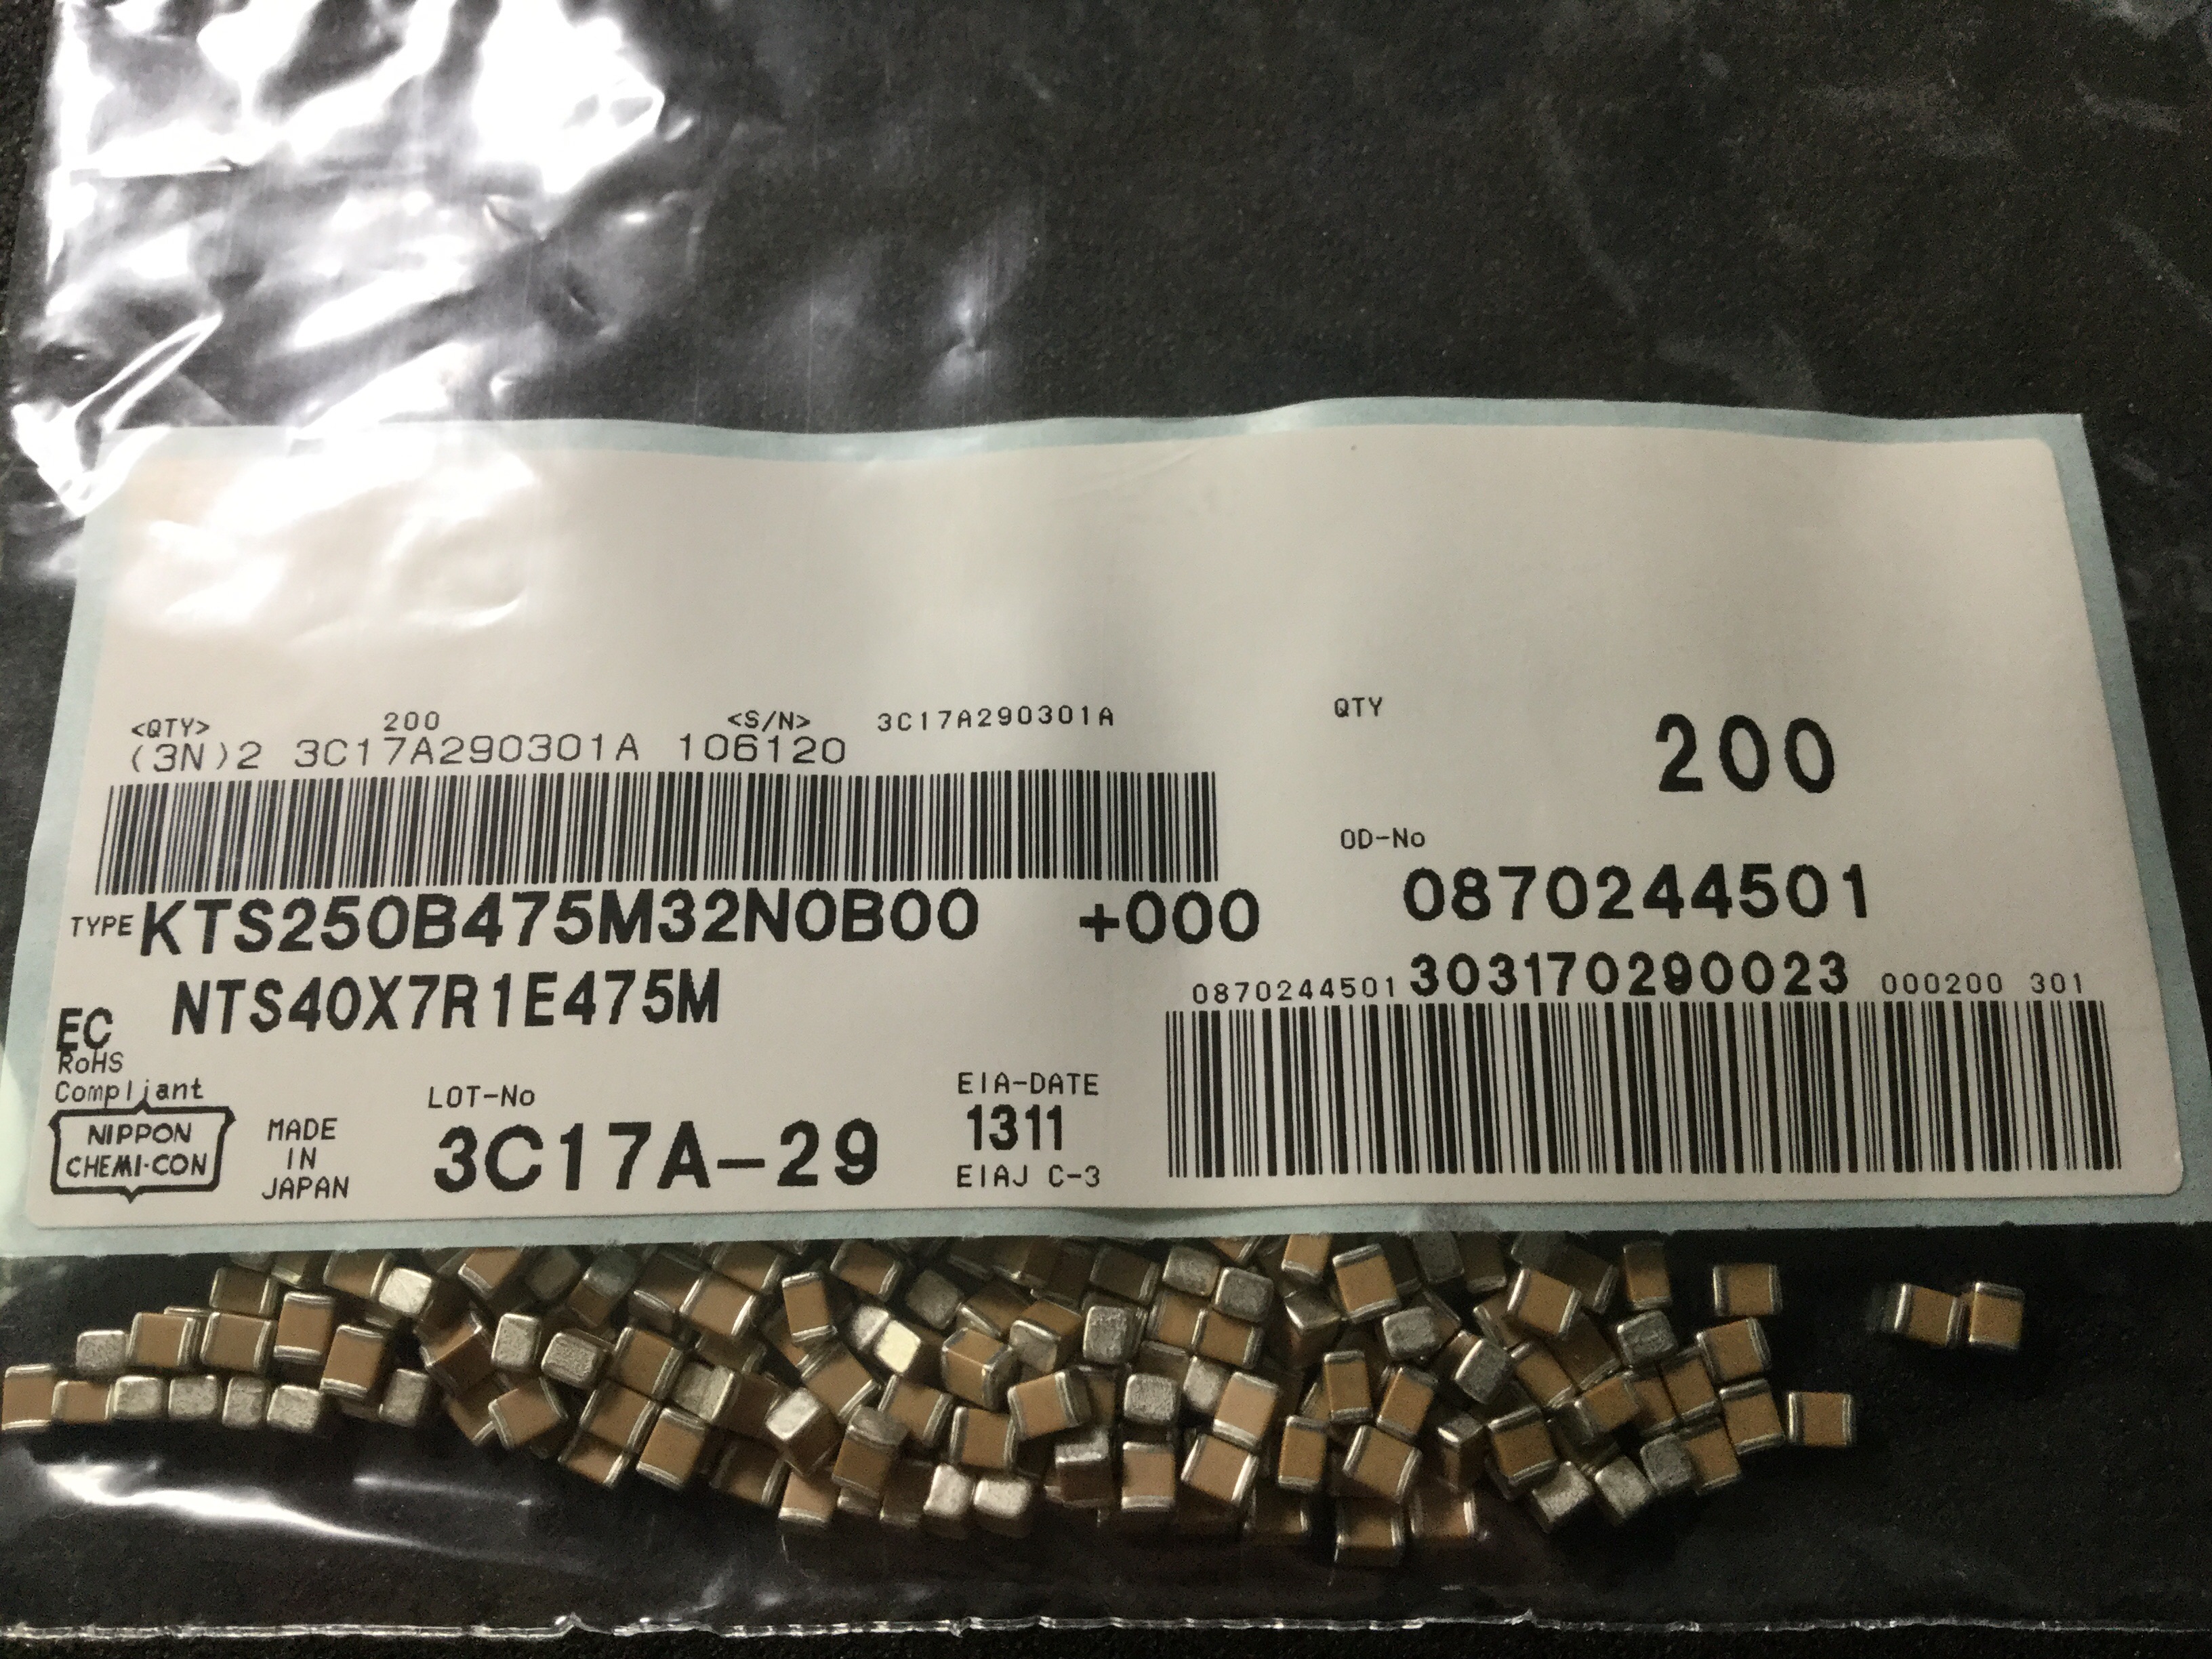 <QTY> 200 <S/N> 3C17A290301A
(3N)2 3C17A290301A 106120
TYPE KTS250B475M32N0B00 +000
NTS40X7R1E475M
EC
RoHS
Compliant
NIPPON
CHEMI-CON
MADE
IN
JAPAN
LOT-No
3C17A-29
EIA-DATE
1311
EIAJ C-3
QTY
200
OD-No
0870244501
0870244501 303170290023 000200 301